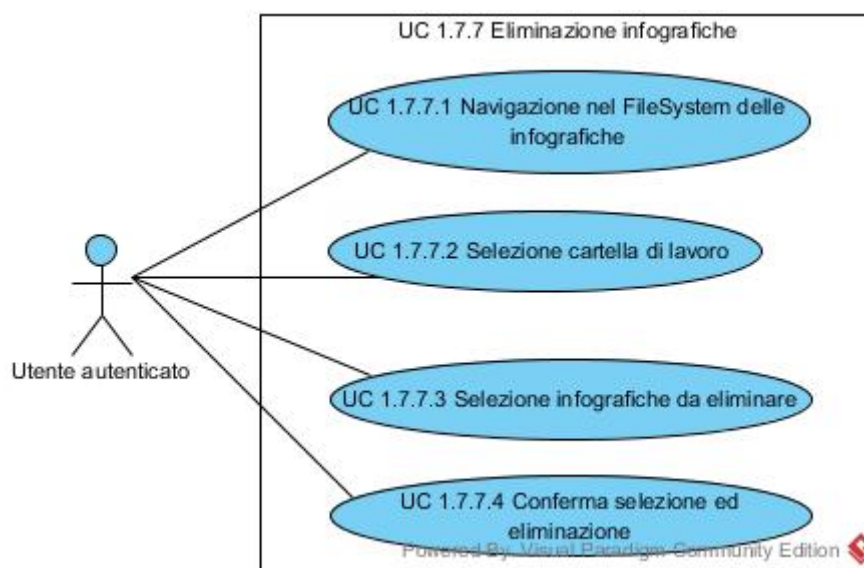 UC 1.7.7 Eliminazione infografiche
UC 1.7.7.1 Navigazione nel FileSystem delle
infografiche
UC 1.7.7.2 Selezione cartella di lavoro
Utente autenticato
UC 1.7.7.3 Selezione infografiche da eliminare
UC 1.7.7.4 Conferma selezione ed
eliminazione
Powered By Visual Paradigm Community Edition